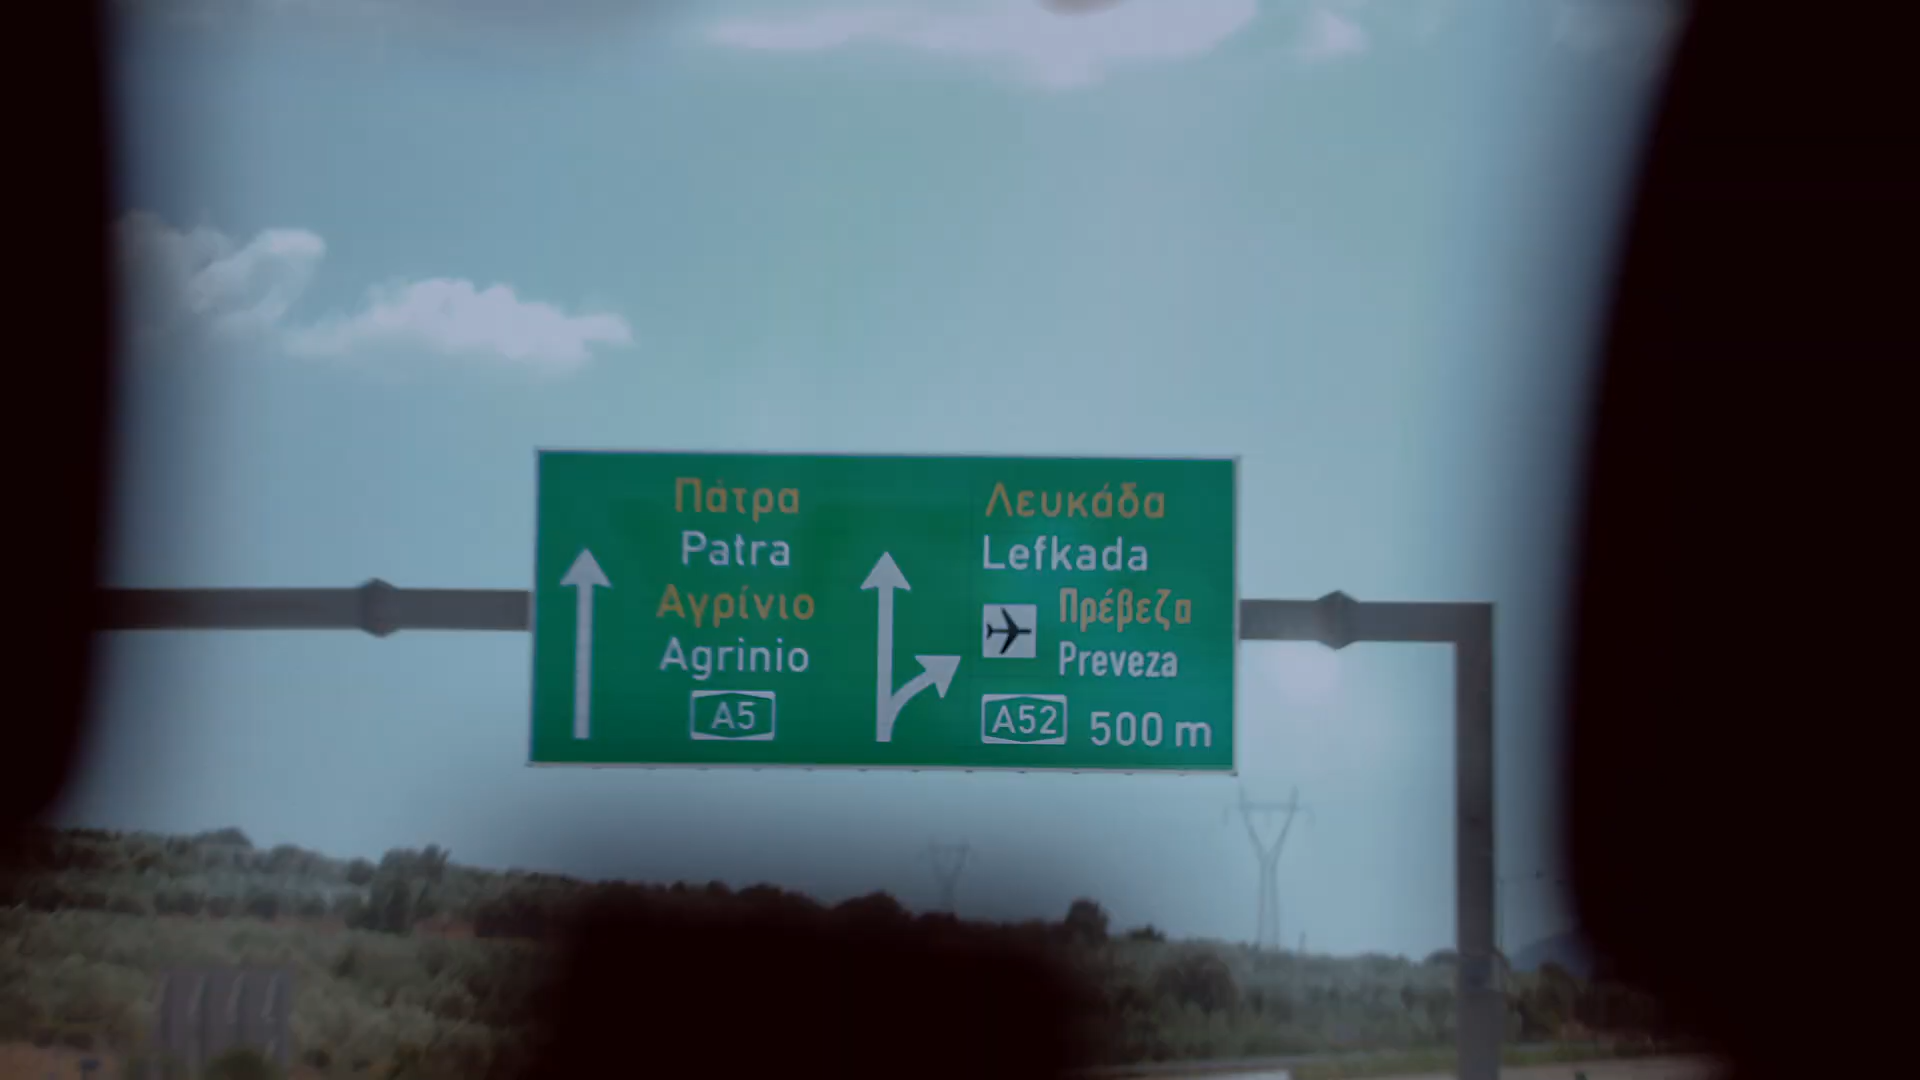 Πάτρα
Patra
Αγρίνιο
Agrinio
A5
Λευκάδα
Lefkada
Πρέβεζα
Preveza
A52 500 m